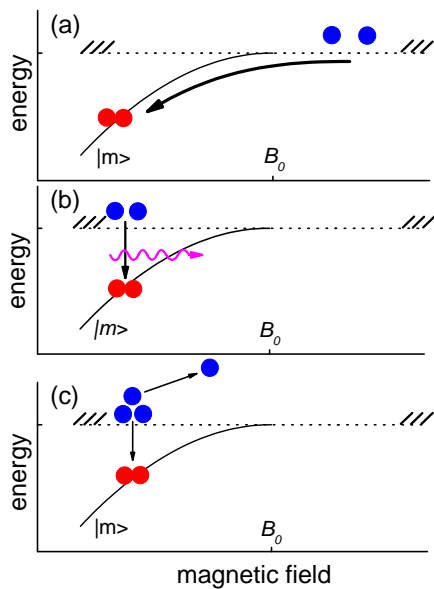 (a)
energy
|m>
B0
(b)
energy
|m>
B0
(c)
energy
|m>
B0
magnetic field